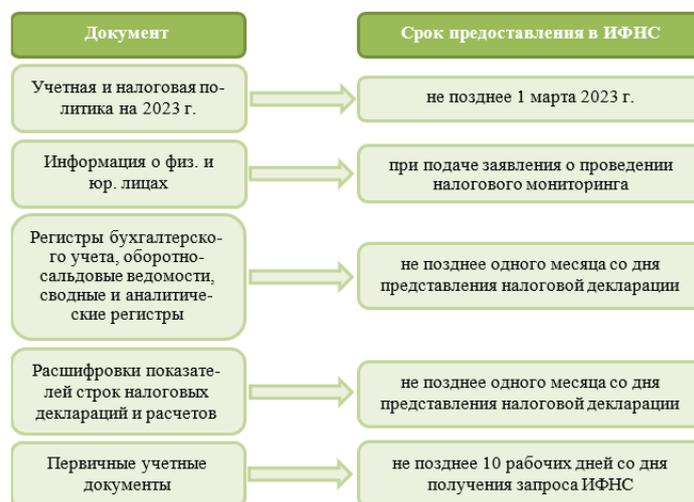 Документ
Срок предоставления в ИФНС
Учетная и налоговая по-
литика на 2023 г.
не позднее 1 марта 2023 г.
Информация о физ. и
юр. лицах
при подаче заявления о проведении
налогового мониторинга
Регистры бухгалтерско-
го учета, оборотно-
сальдовые ведомости,
сводные и аналитиче-
ские регистры
не позднее одного месяца со дня
представления налоговой декларации
Расшифровки показате-
лей строк налоговых
деклараций и расчетов
не позднее одного месяца со дня
представления налоговой декларации
Первичные учетные
документы
не позднее 10 рабочих дней со дня
получения запроса ИФНС